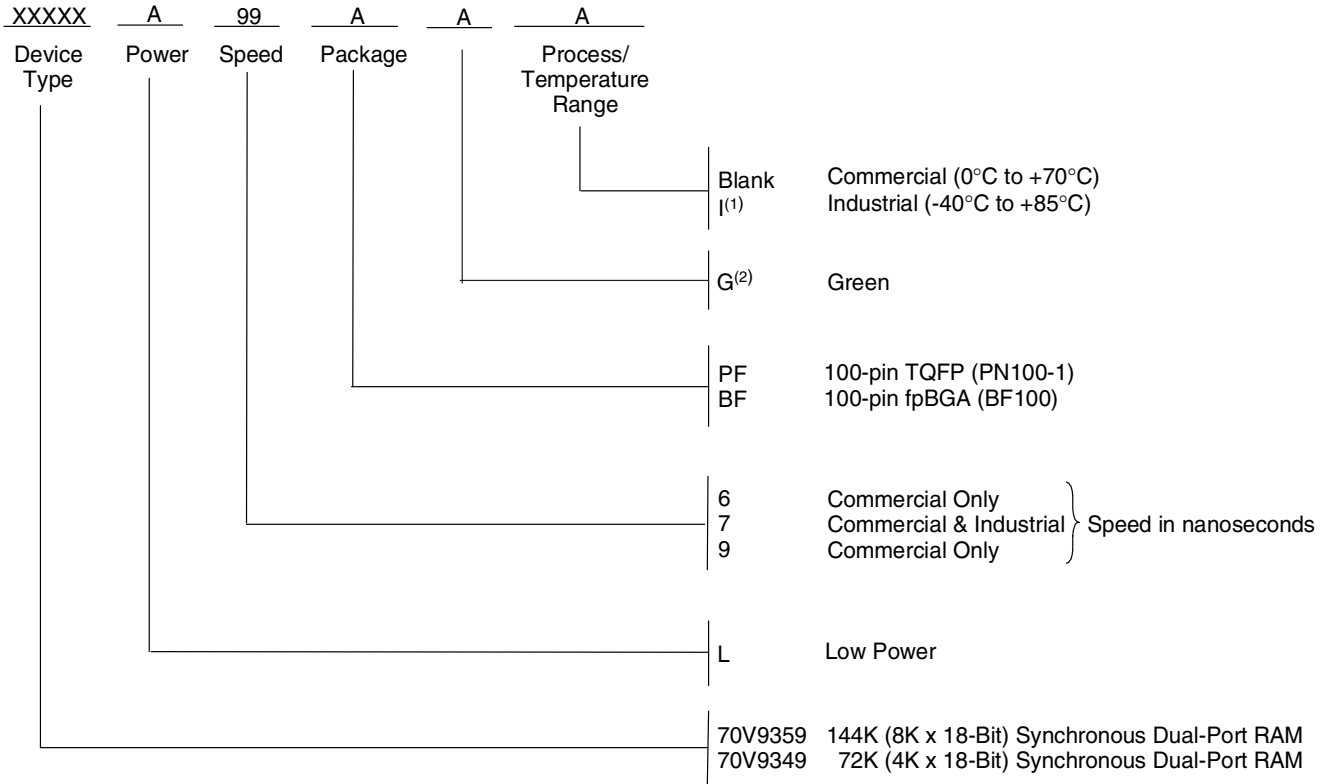 XXXXX A 99 A A A
Device Type Power Speed Package Process/ Temperature Range
Blank Commercial (0°C to +70°C)
I(1) Industrial (-40°C to +85°C)
G(2) Green
PF 100-pin TQFP (PN100-1)
BF 100-pin fpBGA (BF100)
6 Commercial Only
7 Commercial & Industrial Speed in nanoseconds
9 Commercial Only
L Low Power
70V9359 144K (8K x 18-Bit) Synchronous Dual-Port RAM
70V9349 72K (4K x 18-Bit) Synchronous Dual-Port RAM